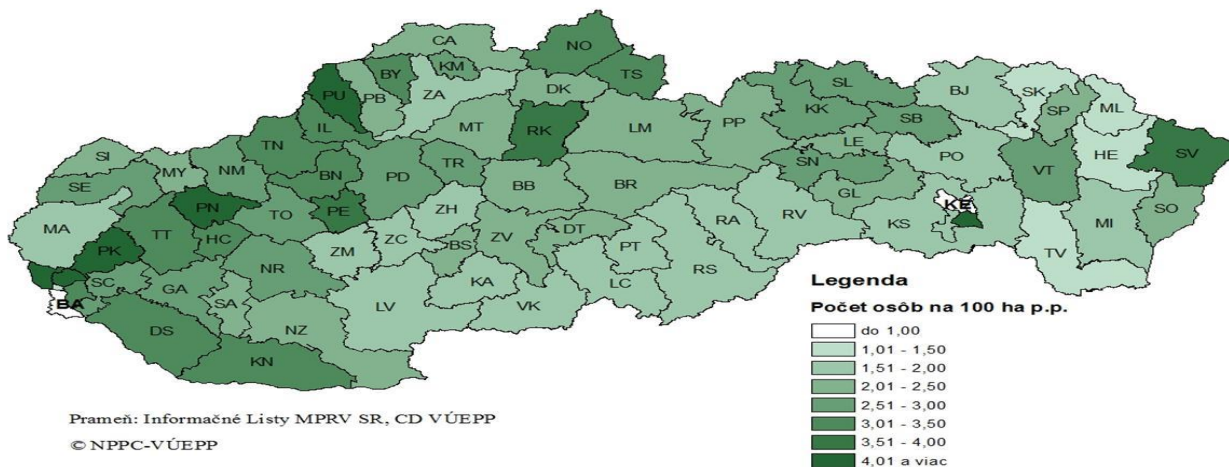 CA
NO
BY
KM
TS
PU
PB
ZA
DK
SL
BJ
SK
SP
ML
IL
MT
RK
LM
PP
KK
SB
TN
LE
PO
HE
SV
SI
MY
NM
BN
PD
TR
SN
VT
SE
BB
BR
GL
PN
TO
PE
ZH
KE
SO
MA
PK
TT
HC
ZM
ZC
BS
ZV
DT
PT
RA
RV
KS
MI
TV
SC
GA
NR
SA
KA
LC
RS
BA
LV
VK
DS
NZ
KN
Legenda
Počet osôb na 100 ha p.p.
do 1,00
1,01 - 1,50
1,51 - 2,00
2,01 - 2,50
2,51 - 3,00
3,01 - 3,50
3,51 - 4,00
4,01 a viac
Prameň: Informačné Listy MPRV SR, CD VÚEPP
© NPPC-VÚEPP